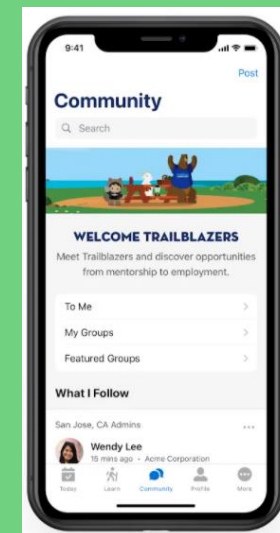 9:41
Post
Community
Search
WELCOME TRAILBLAZERS
Meet Trailblazers and discover opportunities
from mentorship to employment.
To Me
My Groups
Featured Groups
What I Follow
San Jose, CA Admins
Wendy Lee
15 mins ago • Acme Corporation
Today
Learn
Community
Profile
More